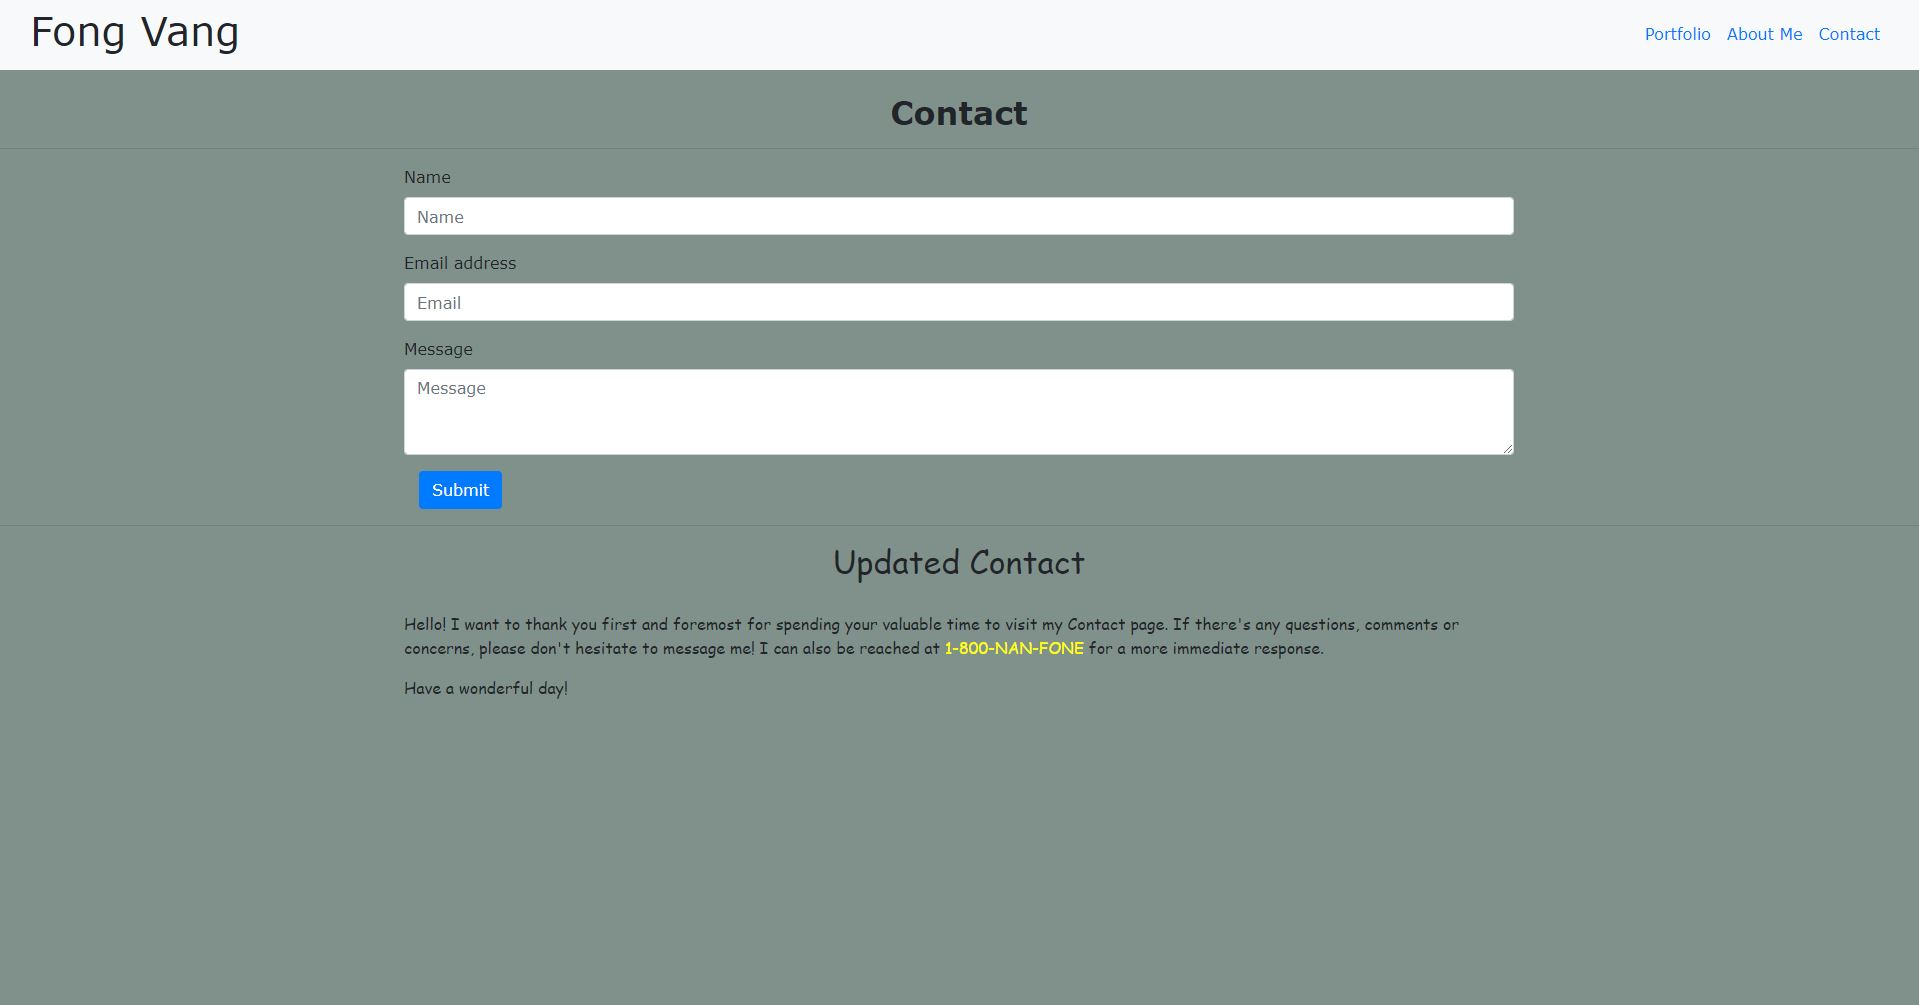 Fong Vang
Portfolio About Me Contact
Contact
Name
Name
Email address
Email
Message
Message
Submit
Updated Contact
Hello! I want to thank you first and foremost for spending your valuable time to visit my Contact page. If there's any questions, comments or
concerns, please don't hesitate to message me! I can also be reached at 1-800-NAN-FONE for a more immediate response.
Have a wonderful day!